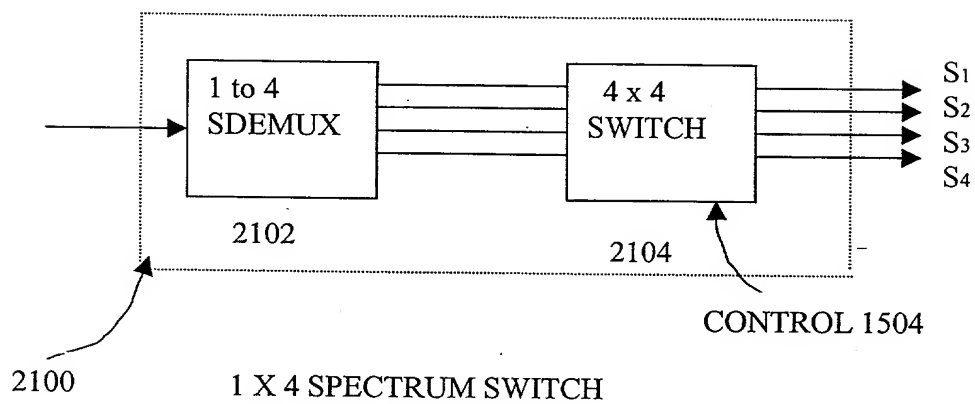 1 to 4
SDEMUX
4 x 4
SWITCH
S1
S2
S3
S4
2102
2104
CONTROL 1504
2100
1 X 4 SPECTRUM SWITCH